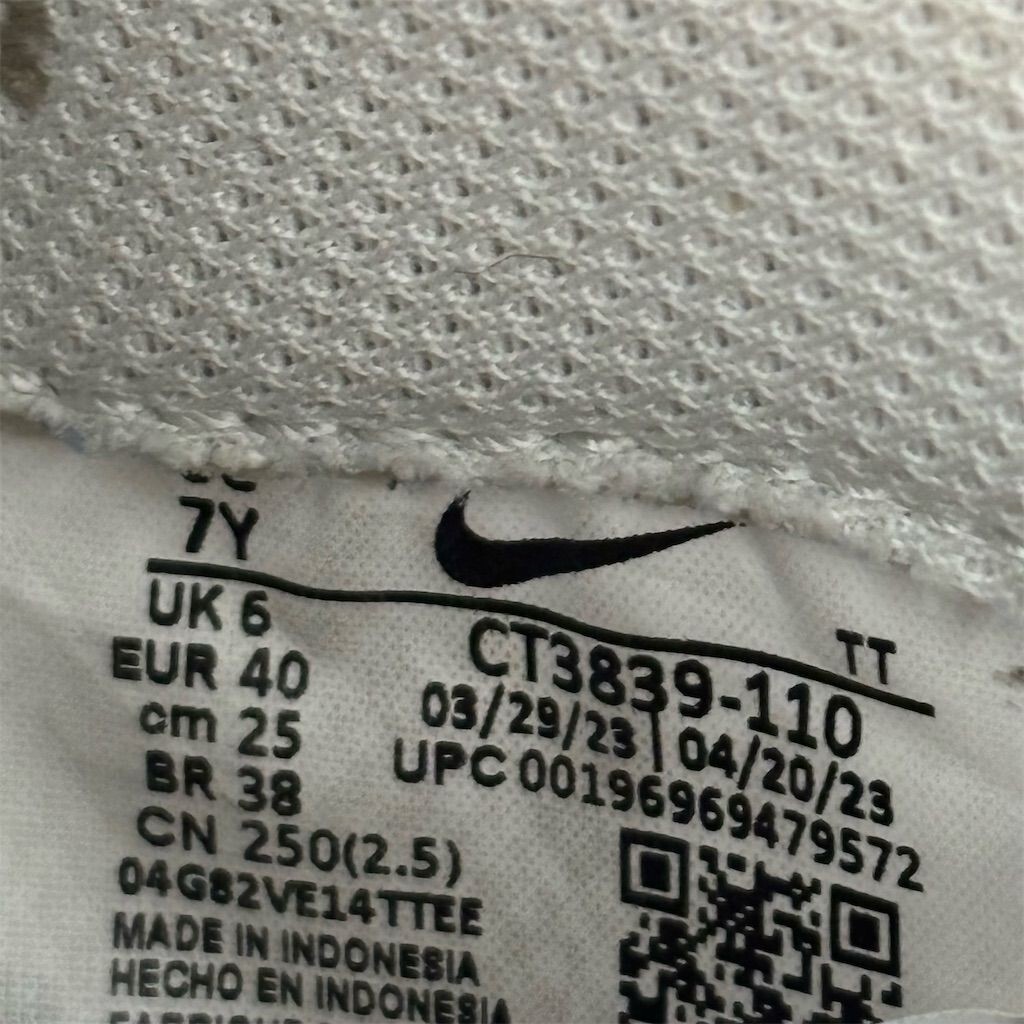 7Y
UK 6
EUR 40
cm 25
BR 38
CN 250(2.5)
04G82VE14TTEE
MADE IN INDONESIA
HECHO EN INDONESIA
TT
CT3839-110
03/29/23 | 04/20/23
UPC 00196969479572